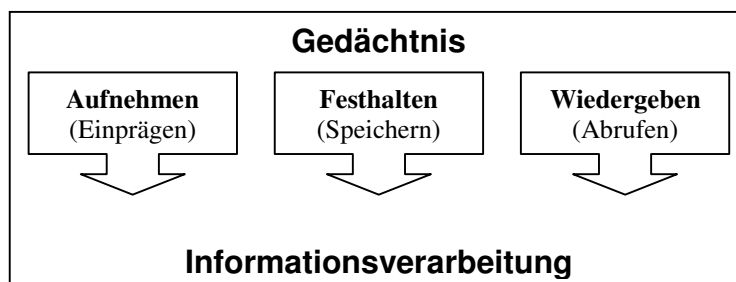 Gedächtnis
Aufnehmen
(Einprägen)
Festhalten
(Speichern)
Wiedergeben
(Abrufen)
Informationsverarbeitung